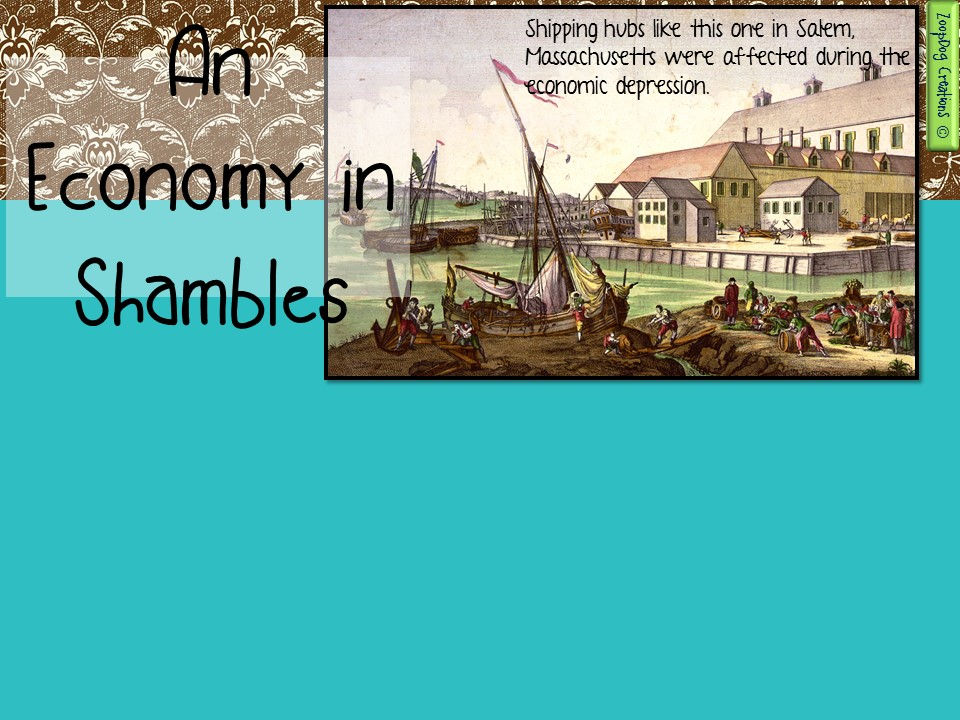 An
Economy in
Shambles
Shipping hubs like this one in Salem,
Massachusetts were affected during the
economic depression.
ZoopDog Creations ©